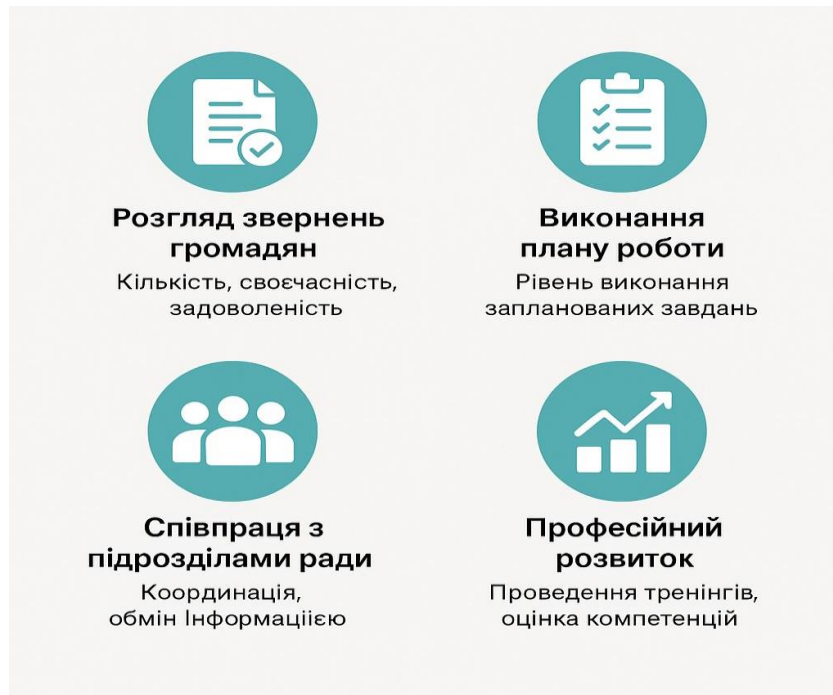 Розгляд звернень
громадян
Кількість, своєчасність,
задоволеність
Виконання
плану роботи
Рівень виконання
запланованих завдань
Співпраця з
підрозділами ради
Координація,
обмін Інформаціією
Професійний
розвиток
Проведення тренінгів,
оцінка компетенцій